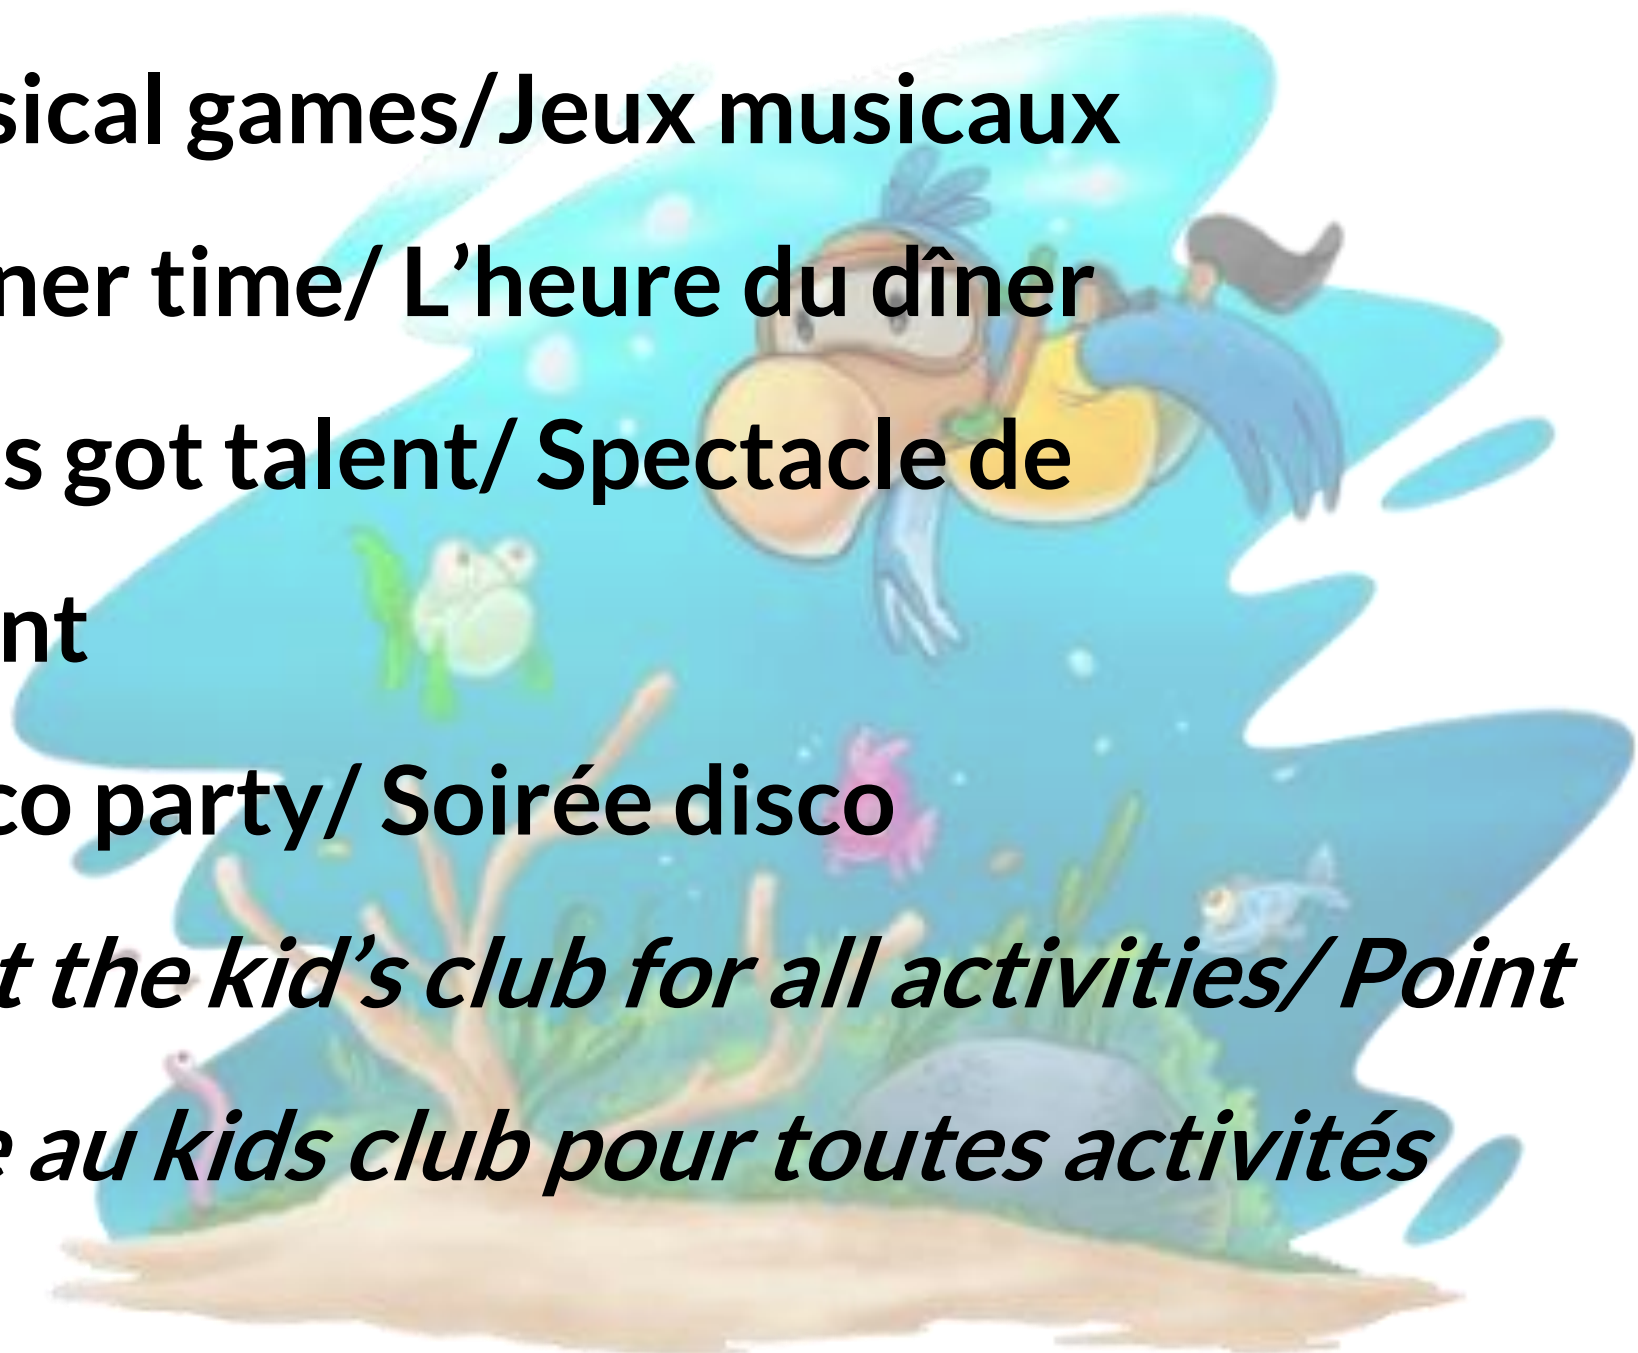 sical games/Jeux musicaux
ner time/ L’heure du dîner
s got talent/ Spectacle de
nt
co party/ Soirée disco
t the kid’s club for all activities/ Point
e au kids club pour toutes activités